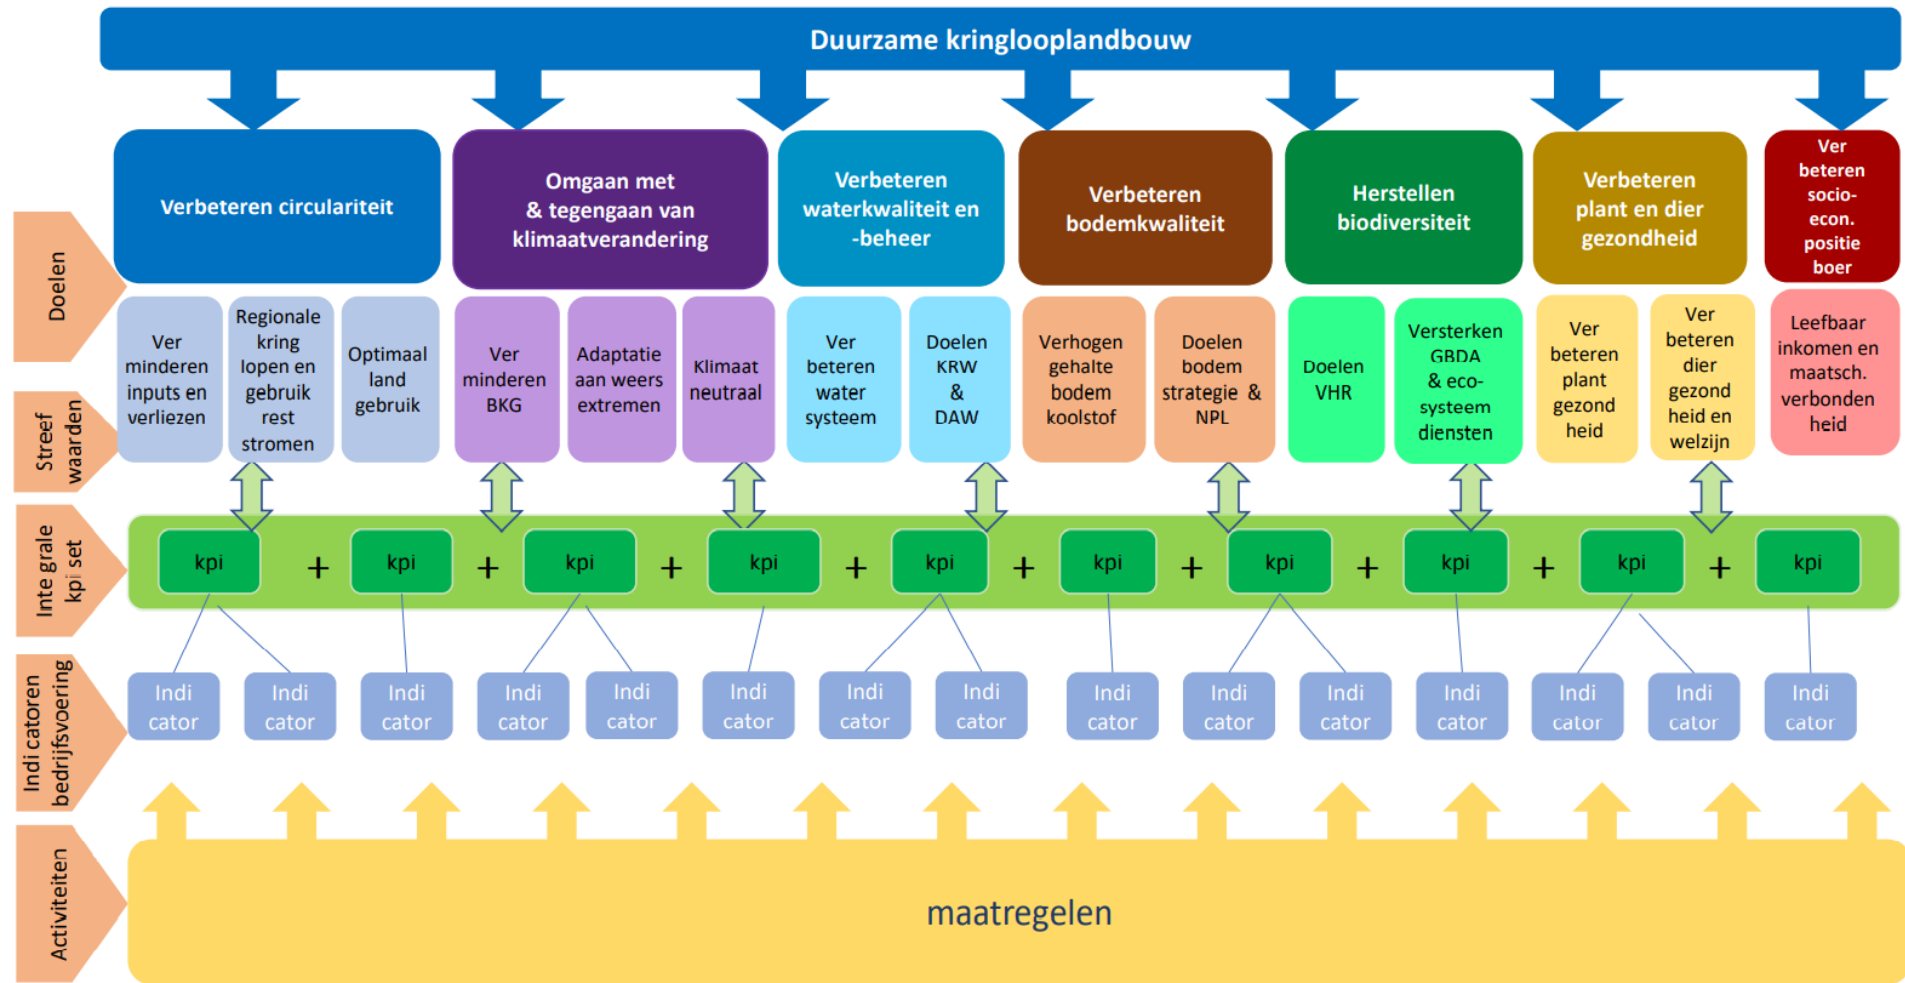 Duurzame kringlooplandbouw
Doelen
Verbeteren circulariteit
Omgaan met
& tegengaan van
klimaatverandering
Verbeteren
waterkwaliteit en
-beheer
Verbeteren
bodemkwaliteit
Herstellen
biodiversiteit
Verbeteren
plant en dier
gezondheid
Ver
beteren
socio-
econ.
positie
boer
Streef
waarden
Ver
minderen
inputs en
verliezen
Regionale
kring
lopen en
gebruik
rest
stromen
Optimaal
land
gebruik
Ver
minderen
BKG
Adaptatie
aan weers
extremen
Klimaat
neutraal
Ver
beteren
water
systeem
Doelen
KRW
&
DAW
Verhogen
gehalte
bodem
koolstof
Doelen
bodem
strategie &
NPL
Doelen
VHR
Versterken
GBDA
& eco-
systeem
diensten
Ver
beteren
plant
gezond
heid
Ver
beteren
dier
gezond
heid en
welzijn
Leefbaar
inkomen en
maatsch.
verbonden
heid
Inte grale
kpi set
kpi + kpi + kpi + kpi + kpi + kpi + kpi + kpi + kpi + kpi
Indi catoren
bedrijfsvoering
Indi
cator
Indi
cator
Indi
cator
Indi
cator
Indi
cator
Indi
cator
Indi
cator
Indi
cator
Indi
cator
Indi
cator
Indi
cator
Indi
cator
Indi
cator
Indi
cator
Indi
cator
Activiteiten
maatregelen